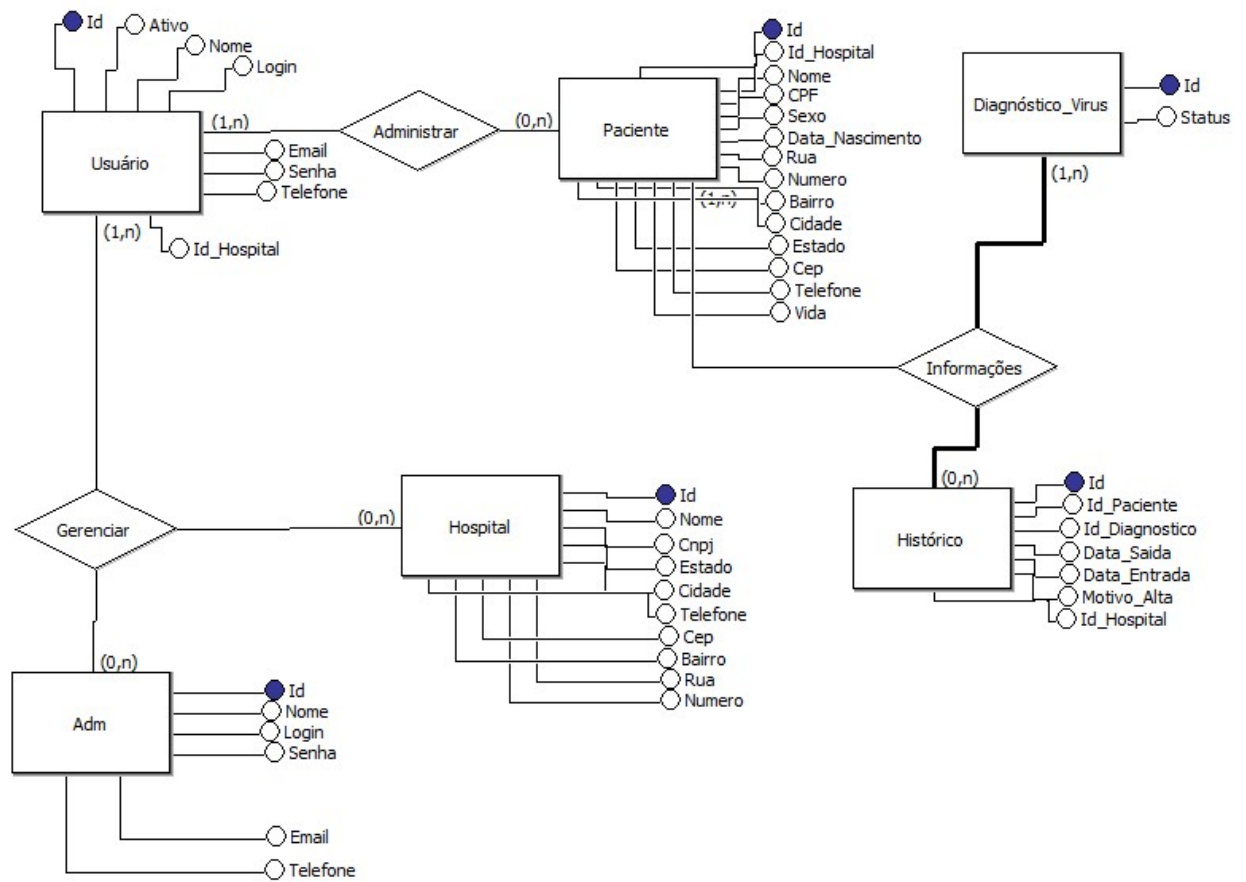 Id
Ativo
Nome
Login
(1,n)
Usuário
Email
Senha
Telefone
(1,n)
Id_Hospital
Administrar
(0,n)
Paciente
Id
Id_Hospital
Nome
CPF
Sexo
Data_Nascimento
Rua
Numero
(1,n)
Bairro
Cidade
Estado
Cep
Telefone
Vida
Diagnóstico_Virus
Id
Status
(1,n)
Informações
(0,n)
Histórico
Id
Id_Paciente
Id_Diagnostico
Data_Saida
Data_Entrada
Motivo_Alta
Id_Hospital
Gerenciar
(0,n)
Hospital
Id
Nome
Cnpj
Estado
Cidade
Telefone
Cep
Bairro
Rua
Numero
(0,n)
Adm
Id
Nome
Login
Senha
Email
Telefone